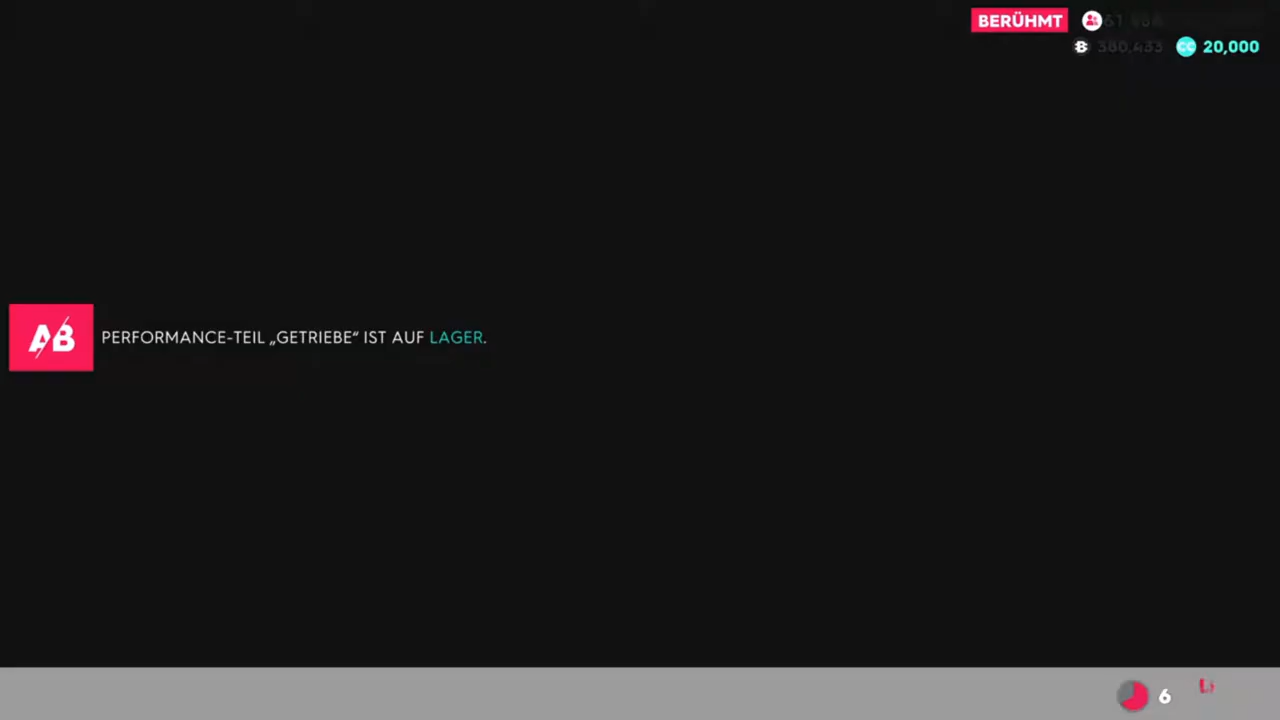 BERÜHMT
20,000
AB PERFORMANCE-TEIL „GETRIEBE“ IST AUF LAGER.
6